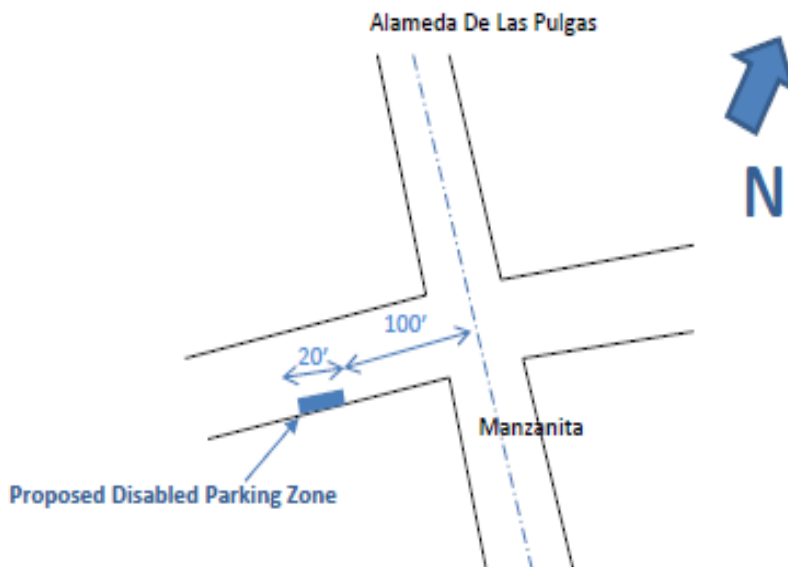 Alameda De Las Pulgas
N
100'
20'
Manzanita
Proposed Disabled Parking Zone